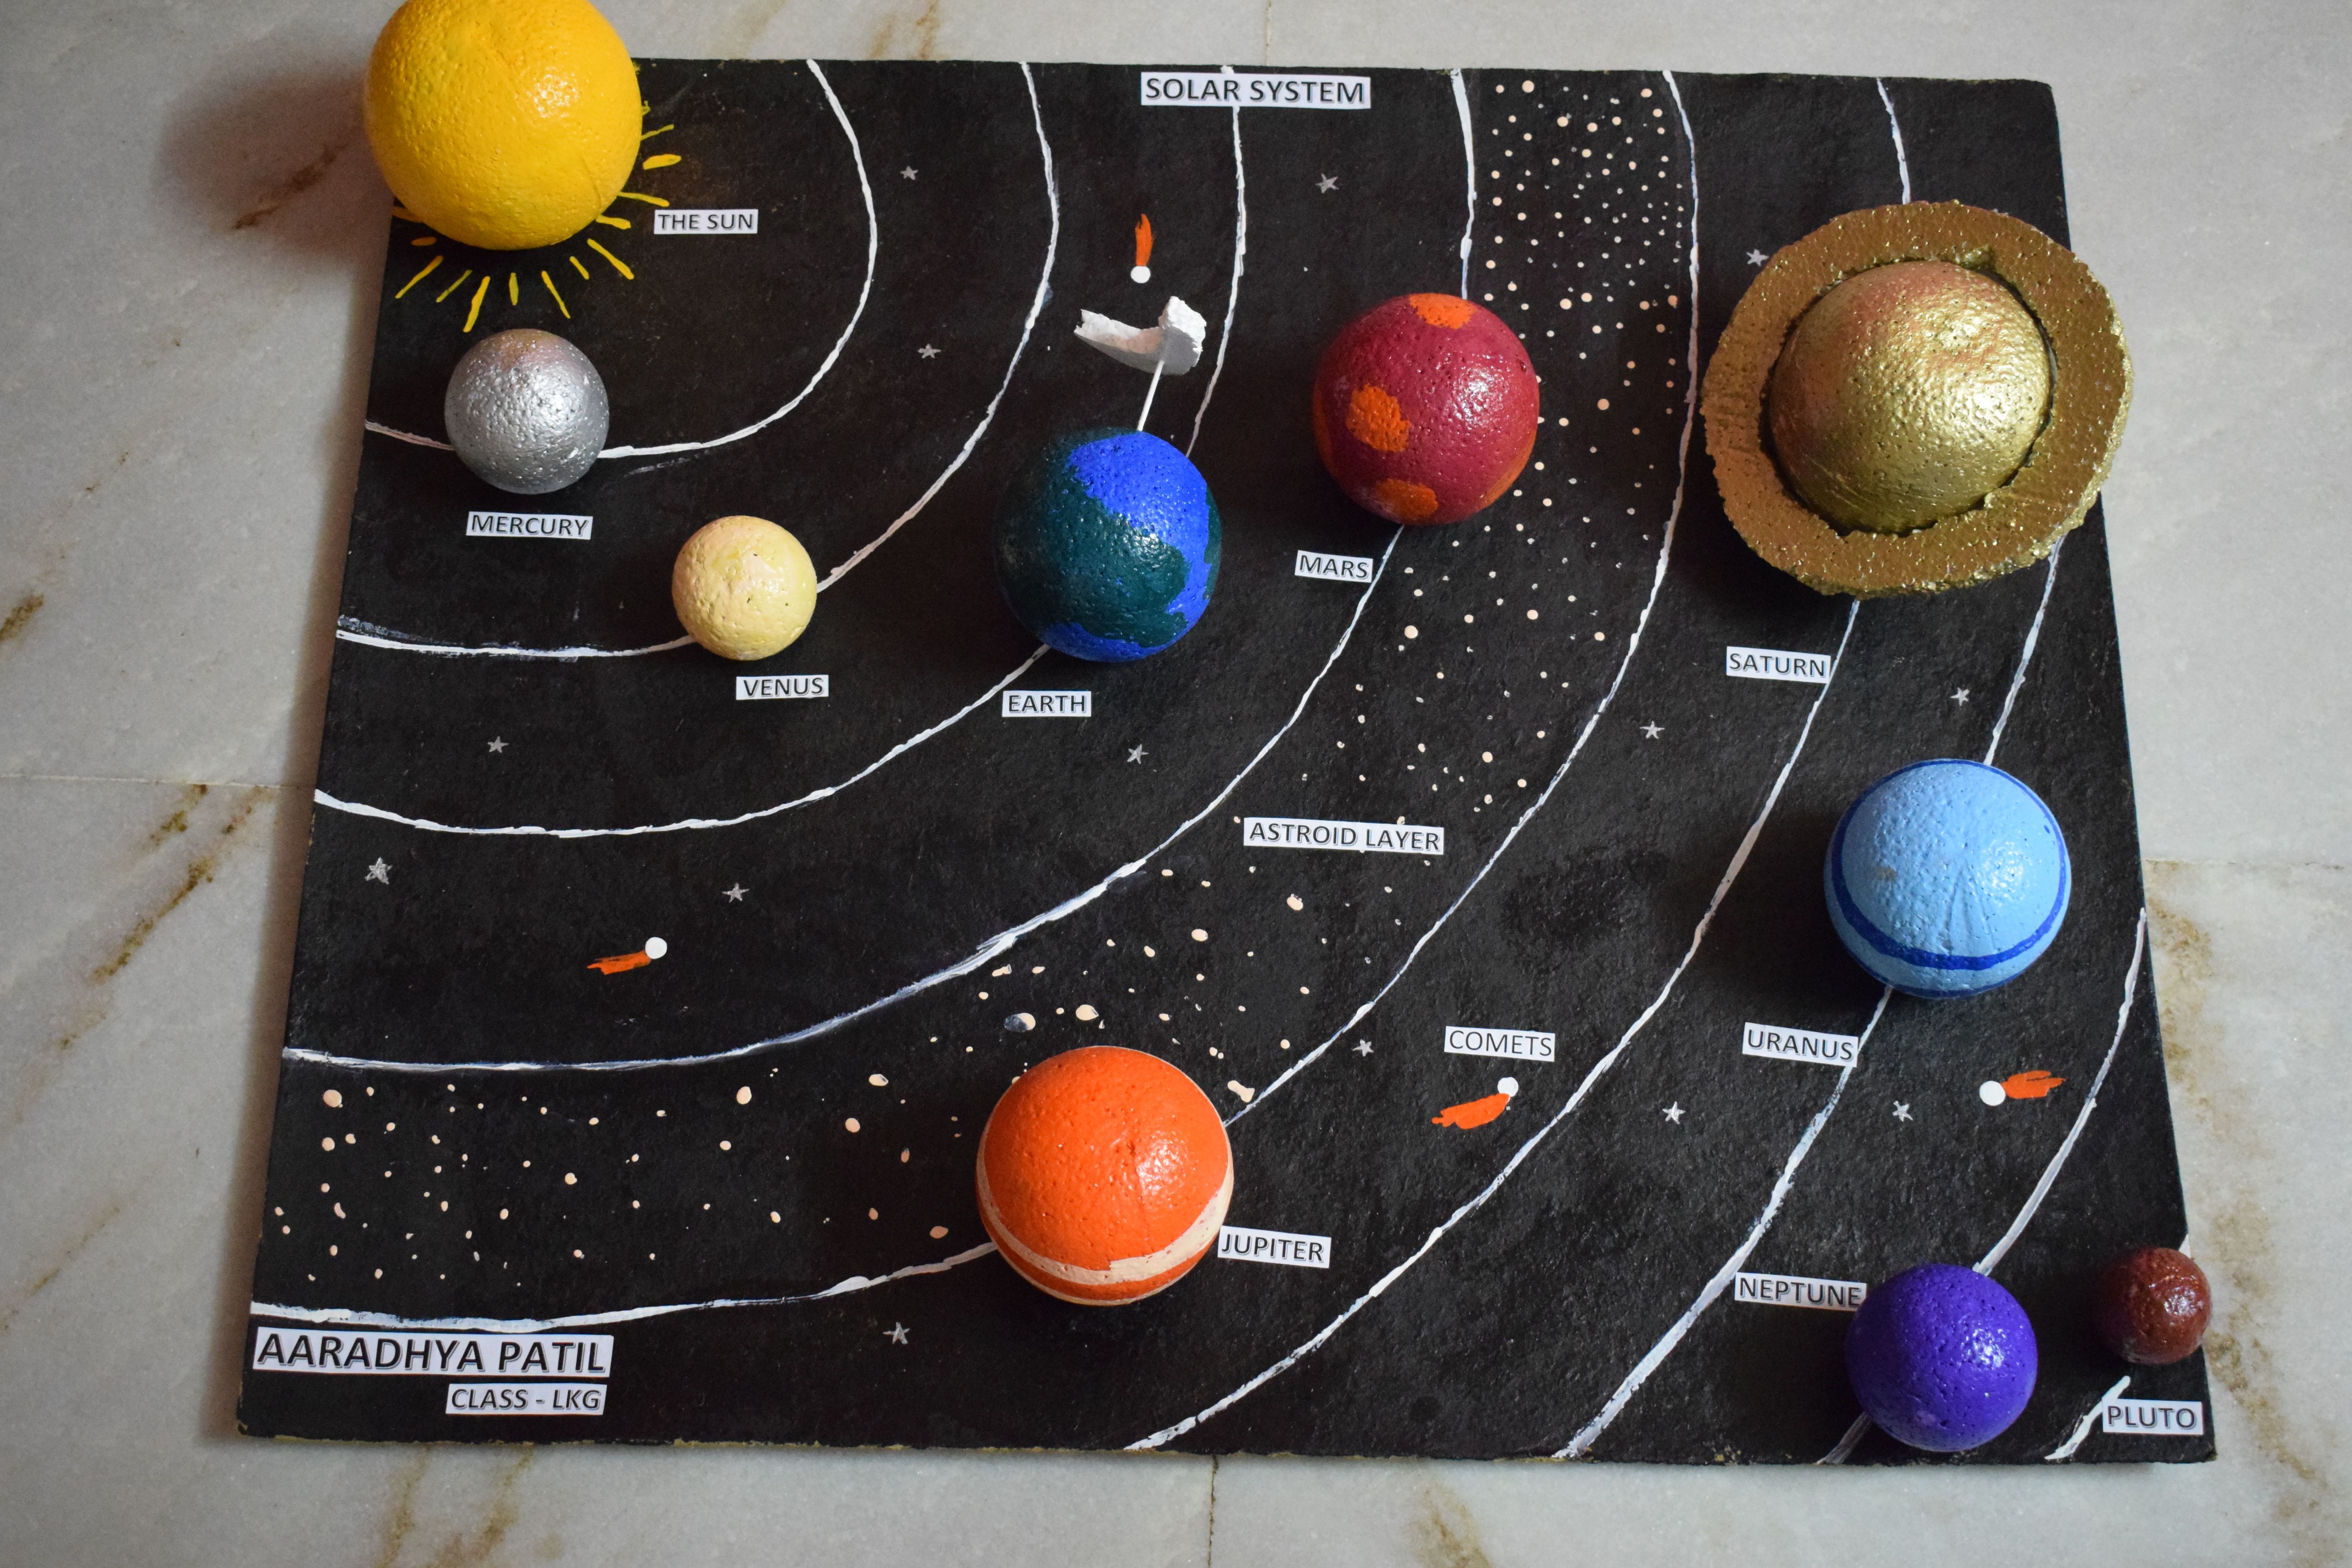 SOLAR SYSTEM
THE SUN
MERCURY
VENUS
EARTH
MARS
SATURN
ASTROID LAYER
COMETS
URANUS
JUPITER
NEPTUNE
PLUTO
AARADHYA PATIL
CLASS - LKG